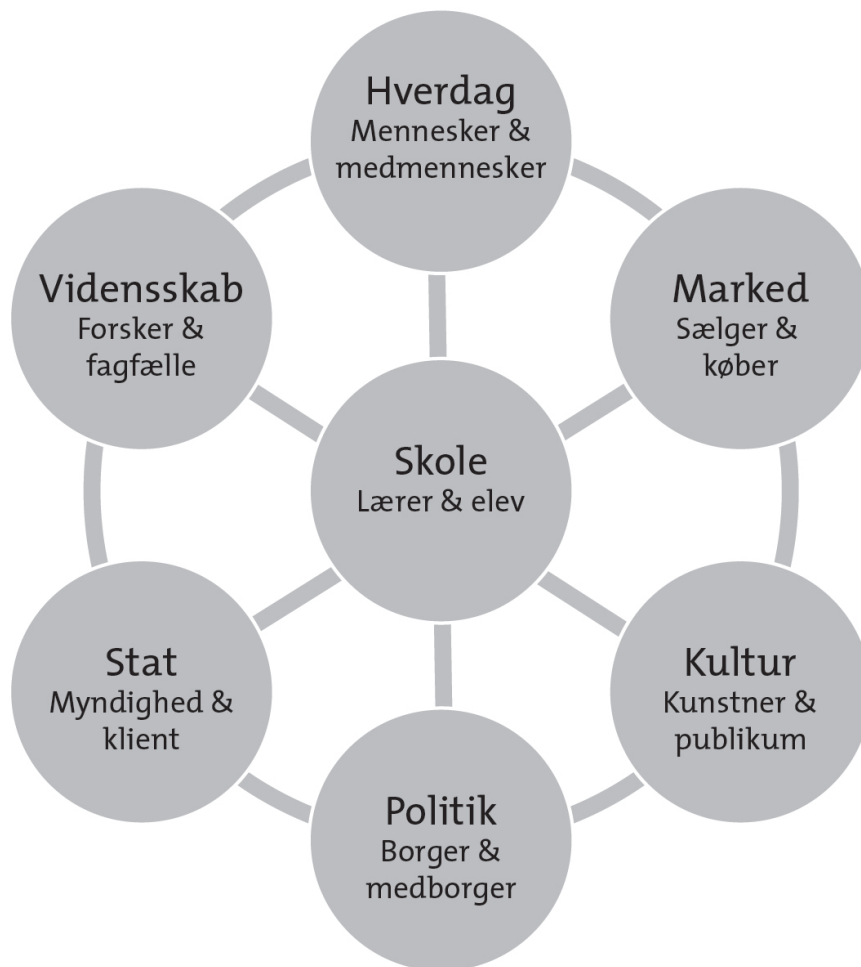 Hverdag
Mennesker &
medmennesker
Vidensskab
Forsker &
fagfælle
Marked
Sælger &
køber
Skole
Lærer & elev
Stat
Myndighed &
klient
Kultur
Kunstner &
publikum
Politik
Borger &
medborger